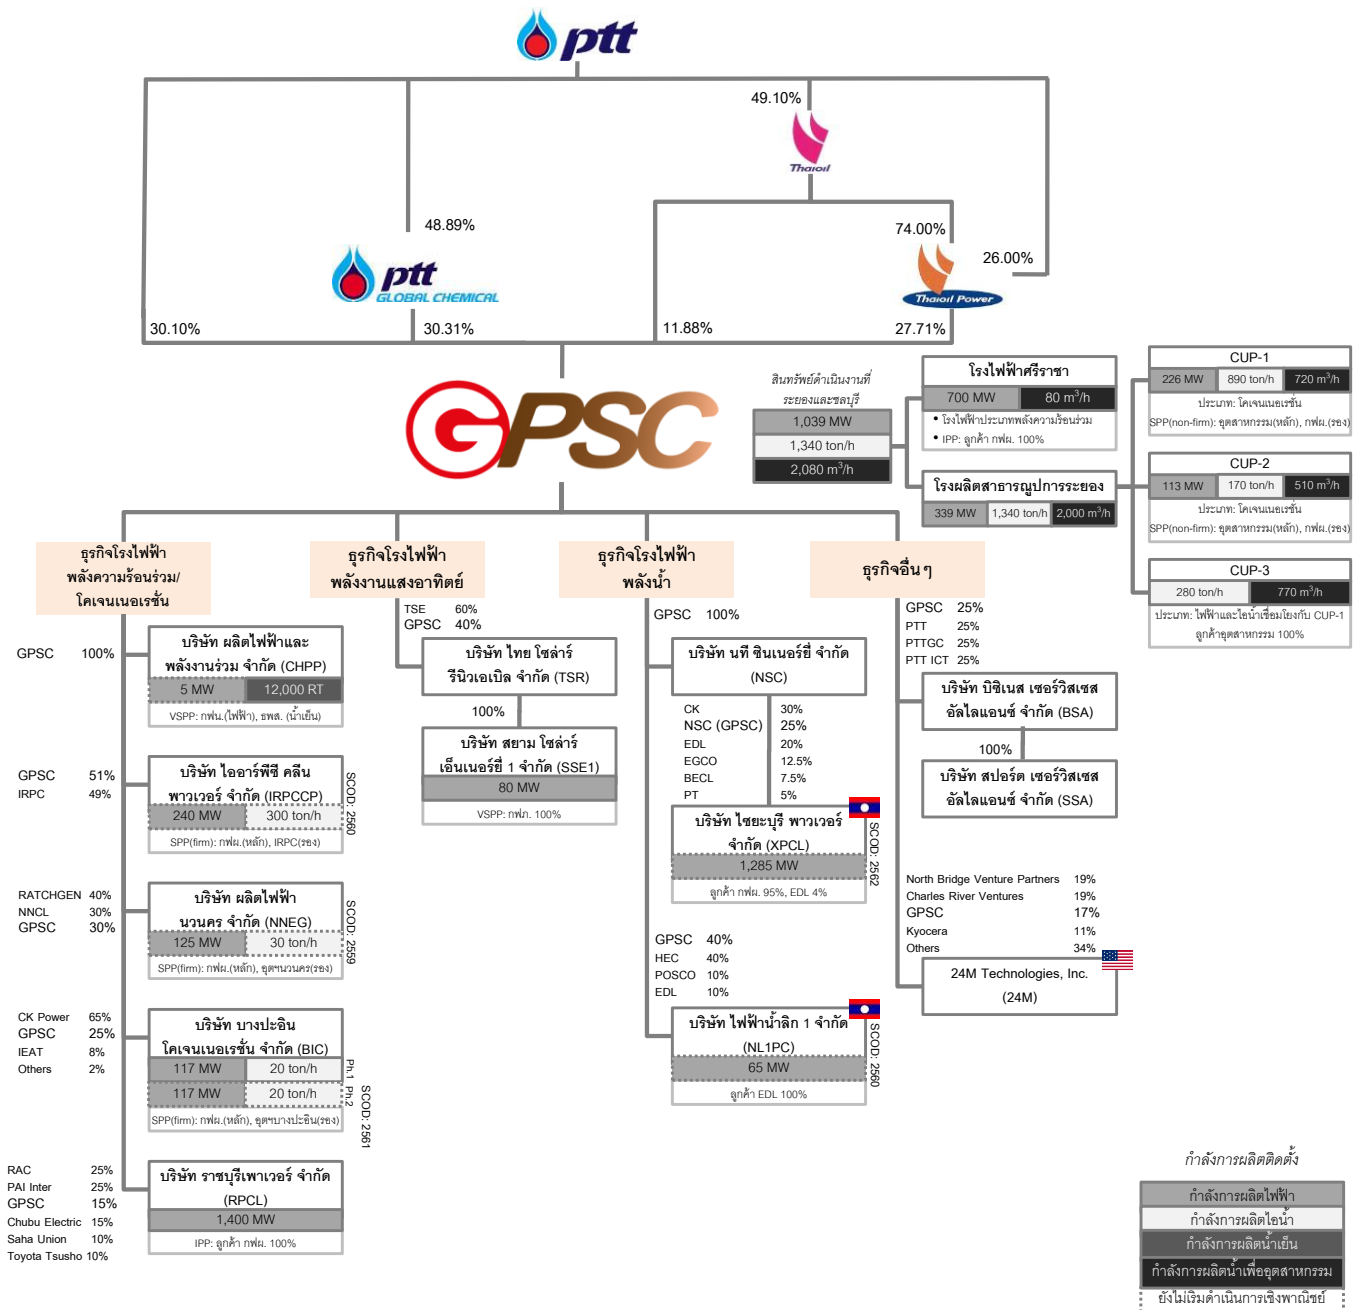 ptt
49.10%
Thaioil
48.89%
74.00%
26.00%
ptt
GLOBAL CHEMICAL
Thaioil Power
30.10%
30.31%
11.88%
27.71%
GPSC
สินทรัพย์ดำเนินงานที่
ระยองและชลบุรี
1,039 MW
1,340 ton/h
2,080 m³/h
โรงไฟฟ้าศรีราชา
700 MW
80 m³/h
• โรงไฟฟ้าประเภทพลังความร้อนร่วม
• IPP: ลูกค้า กฟผ. 100%
โรงผลิตสาธารณูปการระยอง
339 MW
1,340 ton/h
2,000 m³/h
CUP-1
226 MW
890 ton/h
720 m³/h
ประเภท: โคเจนเนอเรชั่น
SPP(non-firm): อุตสาหกรรม(หลัก), กฟผ.(รอง)
CUP-2
113 MW
170 ton/h
510 m³/h
ประเภท: โคเจนเนอเรชั่น
SPP(non-firm): อุตสาหกรรม(หลัก), กฟผ.(รอง)
CUP-3
280 ton/h
770 m³/h
ประเภท: ไฟฟ้าและไอน้ำเชื่อมโยงกับ CUP-1
ลูกค้าอุตสาหกรรม 100%
ธุรกิจโรงไฟฟ้า
พลังความร้อนร่วม/
โคเจนเนอเรชั่น
GPSC 100%
บริษัท ผลิตไฟฟ้าและ
พลังงานร่วม จำกัด (CHPP)
5 MW
12,000 RT
VSPP: กฟน.(ไฟฟ้า), ธพส. (น้ำเย็น)
GPSC 51%
IRPC 49%
บริษัท ไออาร์พีซี คลีน
พาวเวอร์ จำกัด (IRPCCP)
240 MW
300 ton/h
SPP(firm): กฟผ.(หลัก), IRPC(รอง)
SCOD: 2560
RATCHGEN 40%
NNCL 30%
GPSC 30%
บริษัท ผลิตไฟฟ้า
นวนคร จำกัด (NNEG)
125 MW
30 ton/h
SPP(firm): กฟผ.(หลัก), อุตฯนวนคร(รอง)
SCOD: 2559
CK Power 65%
GPSC 25%
IEAT 8%
Others 2%
บริษัท บางปะอิน
โคเจนเนอเรชั่น จำกัด (BIC)
117 MW
20 ton/h
Ph.1
117 MW
20 ton/h
Ph.2
SPP(firm): กฟผ.(หลัก), อุตฯบางปะอิน(รอง)
SCOD: 2561
RAC 25%
PAI Inter 25%
GPSC 15%
Chubu Electric 15%
Saha Union 10%
Toyota Tsusho 10%
บริษัท ราชบุรีเพาเวอร์ จำกัด
(RPCL)
1,400 MW
IPP: ลูกค้า กฟผ. 100%
ธุรกิจโรงไฟฟ้า
พลังงานแสงอาทิตย์
TSE 60%
GPSC 40%
บริษัท ไทย โซล่าร์
รีนิวเอเบิล จำกัด (TSR)
100%
บริษัท สยาม โซล่าร์
เอ็นเนอร์ยี่ 1 จำกัด (SSE1)
80 MW
VSPP: กฟภ. 100%
ธุรกิจโรงไฟฟ้า
พลังน้ำ
GPSC 100%
บริษัท นที ซินเนอร์ยี่ จำกัด
(NSC)
CK 30%
NSC (GPSC) 25%
EDL 20%
EGCO 12.5%
BECL 7.5%
PT 5%
บริษัท ไซยะบุรี พาวเวอร์
จำกัด (XPCL)
1,285 MW
ลูกค้า กฟผ. 95%, EDL 4%
SCOD: 2562
GPSC 40%
HEC 40%
POSCO 10%
EDL 10%
บริษัท ไฟฟ้าน้ำลิก 1 จำกัด
(NL1PC)
65 MW
ลูกค้า EDL 100%
SCOD: 2560
ธุรกิจอื่นๆ
GPSC 25%
PTT 25%
PTTGC 25%
PTT ICT 25%
บริษัท บิซิเนส เซอร์วิสเซส
อัลไลแอนซ์ จำกัด (BSA)
100%
บริษัท สปอร์ต เซอร์วิสเซส
อัลไลแอนซ์ จำกัด (SSA)
North Bridge Venture Partners 19%
Charles River Ventures 19%
GPSC 17%
Kyocera 11%
Others 34%
24M Technologies, Inc.
(24M)
กำลังการผลิตติดตั้ง
กำลังการผลิตไฟฟ้า
กำลังการผลิตไอน้ำ
กำลังการผลิตน้ำเย็น
กำลังการผลิตน้ำเพื่ออุตสาหกรรม
ยังไม่เริ่มดำเนินการเชิงพาณิชย์